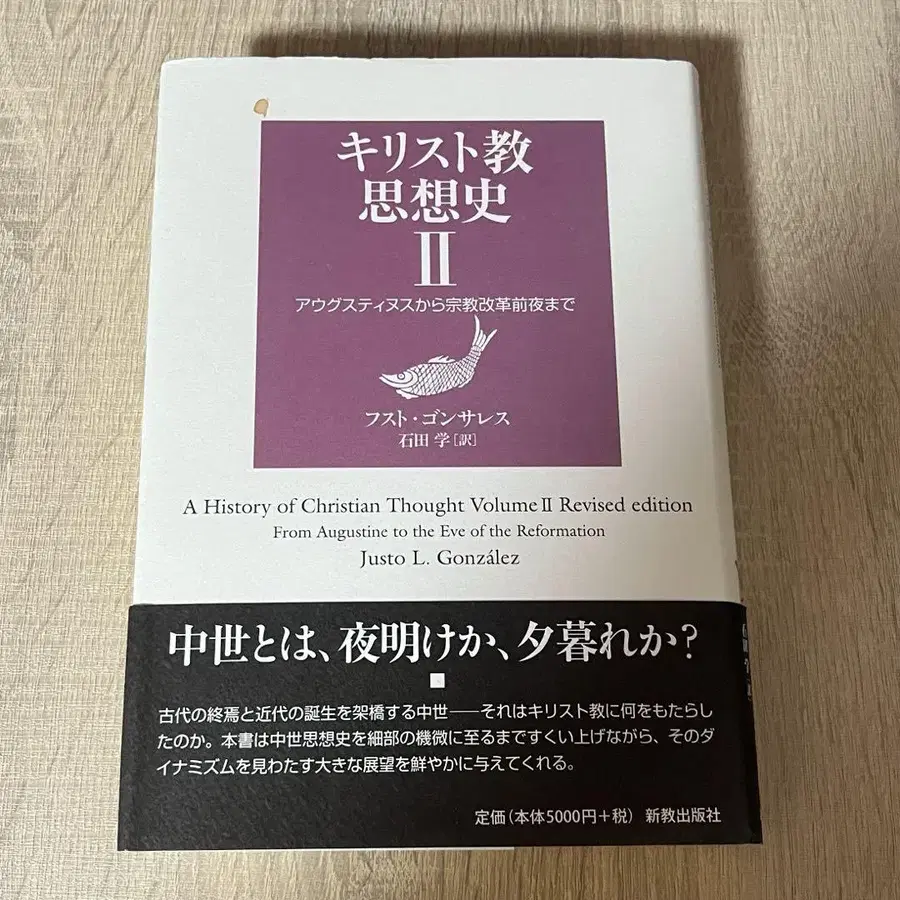 キリスト教
思想史
Ⅱ
アウグスティヌスから宗教改革前夜まで
フスト・ゴンサレス
石田 学［訳］
A History of Christian Thought Volume Ⅱ Revised edition
From Augustine to the Eve of the Reformation
Justo L. González
中世とは、夜明けか、夕暮れか？
古代の終焉と近代の誕生を架橋する中世――それはキリスト教に何をもたらし
たのか。本書は中世思想史を細部の機微に至るまですくい上げながら、そのダ
イナミズムを見わたす大きな展望を鮮やかに与えてくれる。
定価（本体5000円＋税） 新教出版社